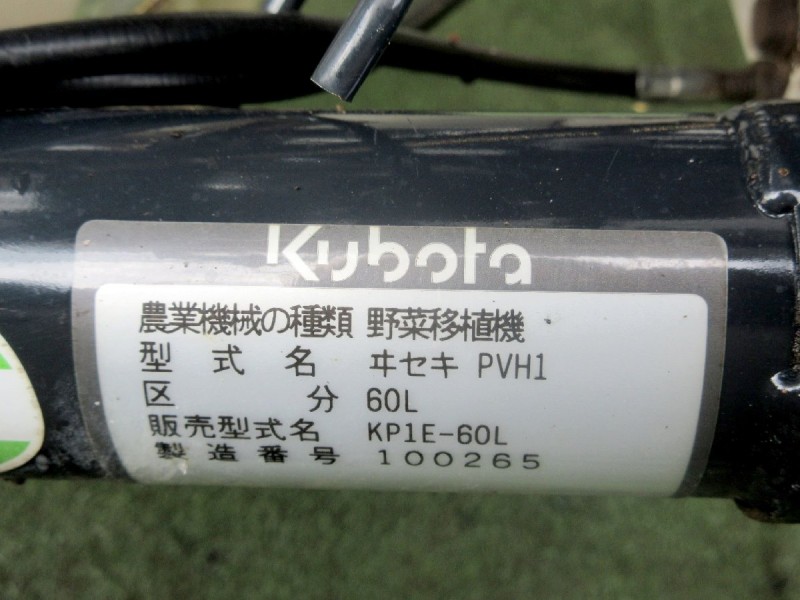 Kubota
農業機械の種類 野菜移植機
型式名 ヰセキ PVH1
区分 60L
販売型式名 KP1E-60L
製造番号 100265